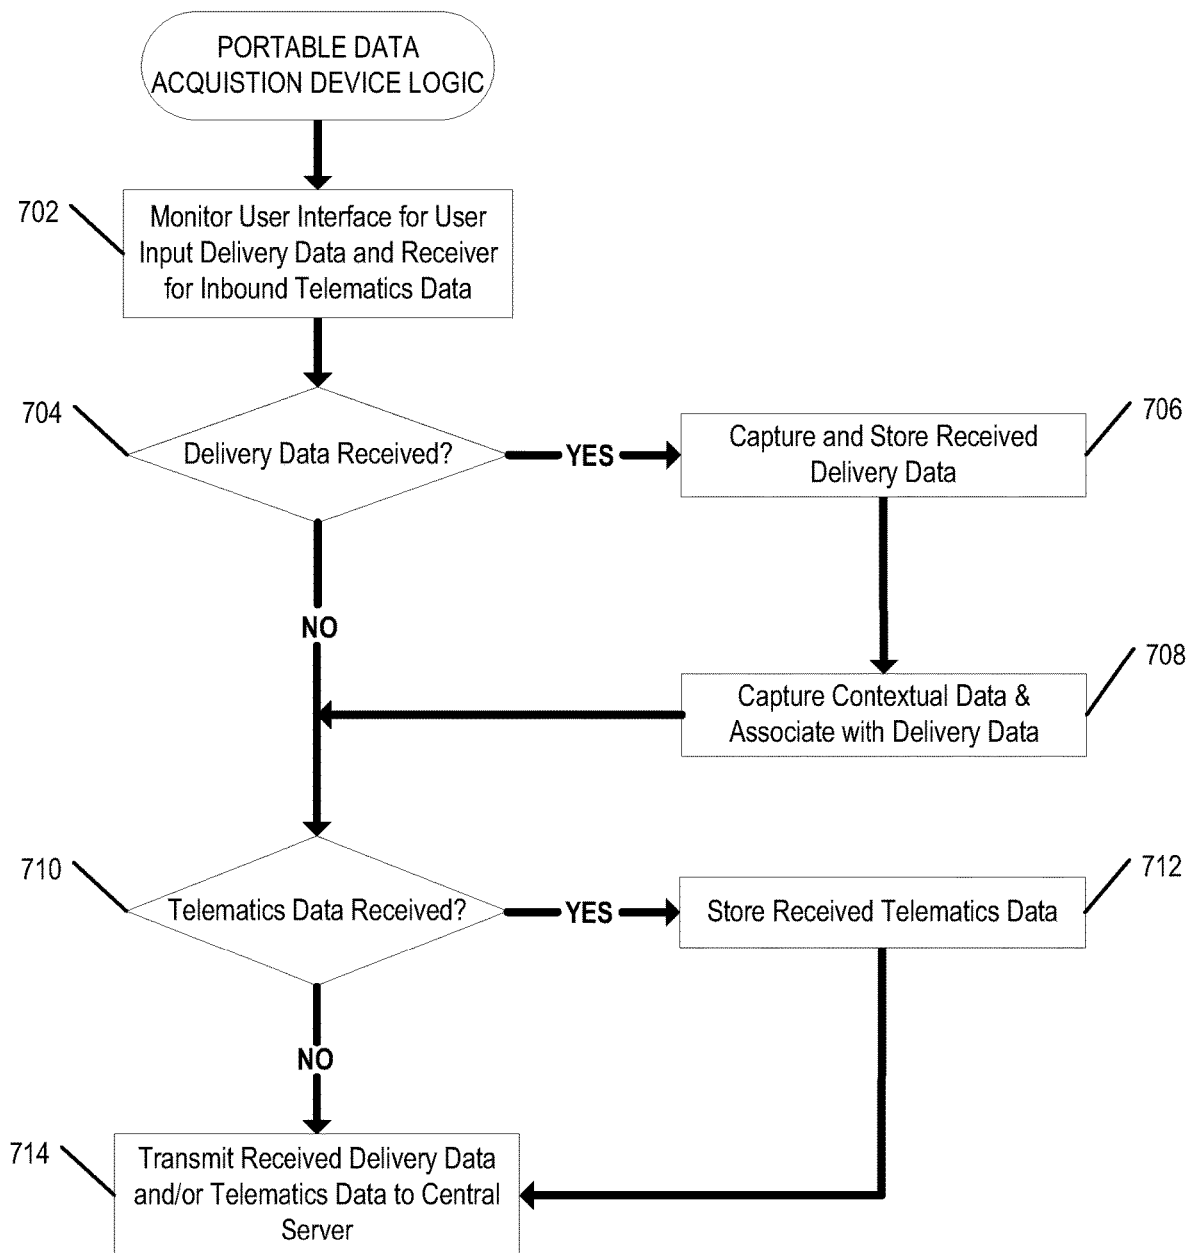 PORTABLE DATA
ACQUISTION DEVICE LOGIC
702
Monitor User Interface for User
Input Delivery Data and Receiver
for Inbound Telematics Data
704
Delivery Data Received?
YES
706
Capture and Store Received
Delivery Data
NO
708
Capture Contextual Data &
Associate with Delivery Data
710
Telematics Data Received?
YES
712
Store Received Telematics Data
NO
714
Transmit Received Delivery Data
and/or Telematics Data to Central
Server